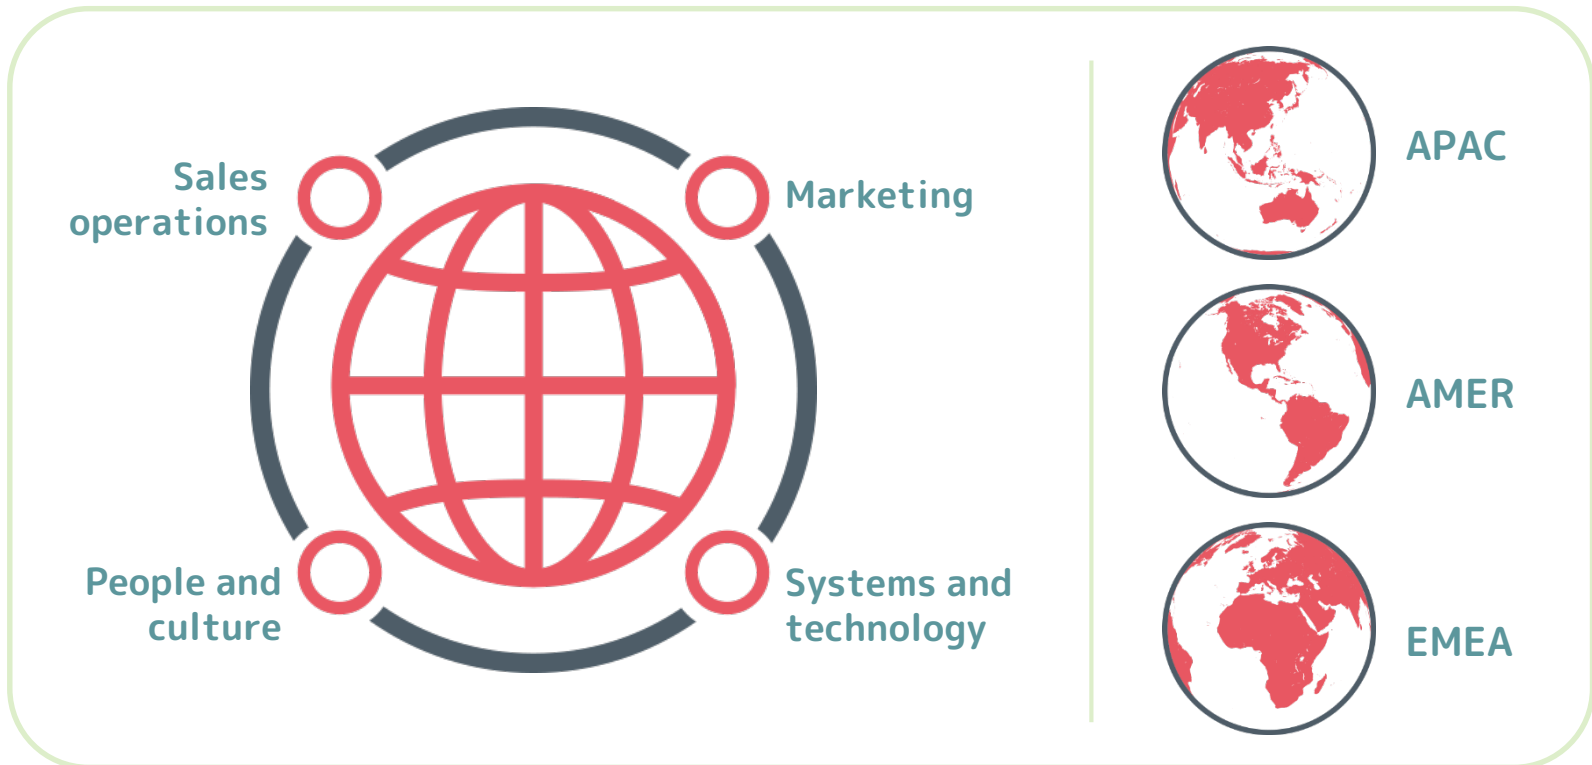 Sales
operations
Marketing
People and
culture
Systems and
technology
APAC
AMER
EMEA